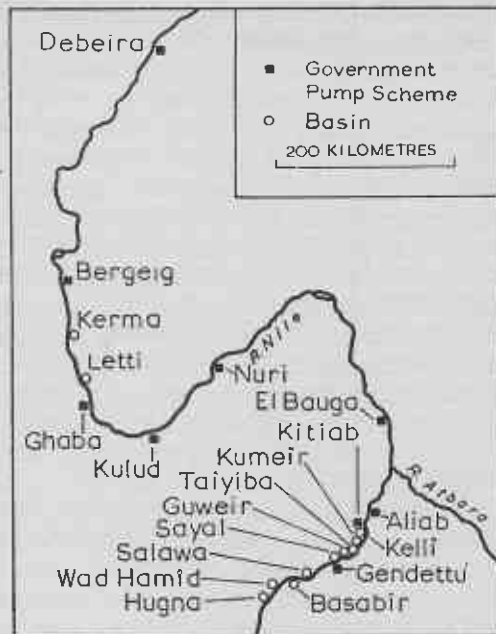 Debeira
Government
Pump Scheme
Basin
200 KILOMETRES
Bergeig
Kerma
Letti
Ghaba
Kulud
Nuri
R.Nile
El Bauga
Kitiab
Kumeir
Taiyiba
Guweir
Sayal
Salawa
Wad Hamid
Hugna
R. Atbara
Aliab
Kelli
Gendettu
Basabir